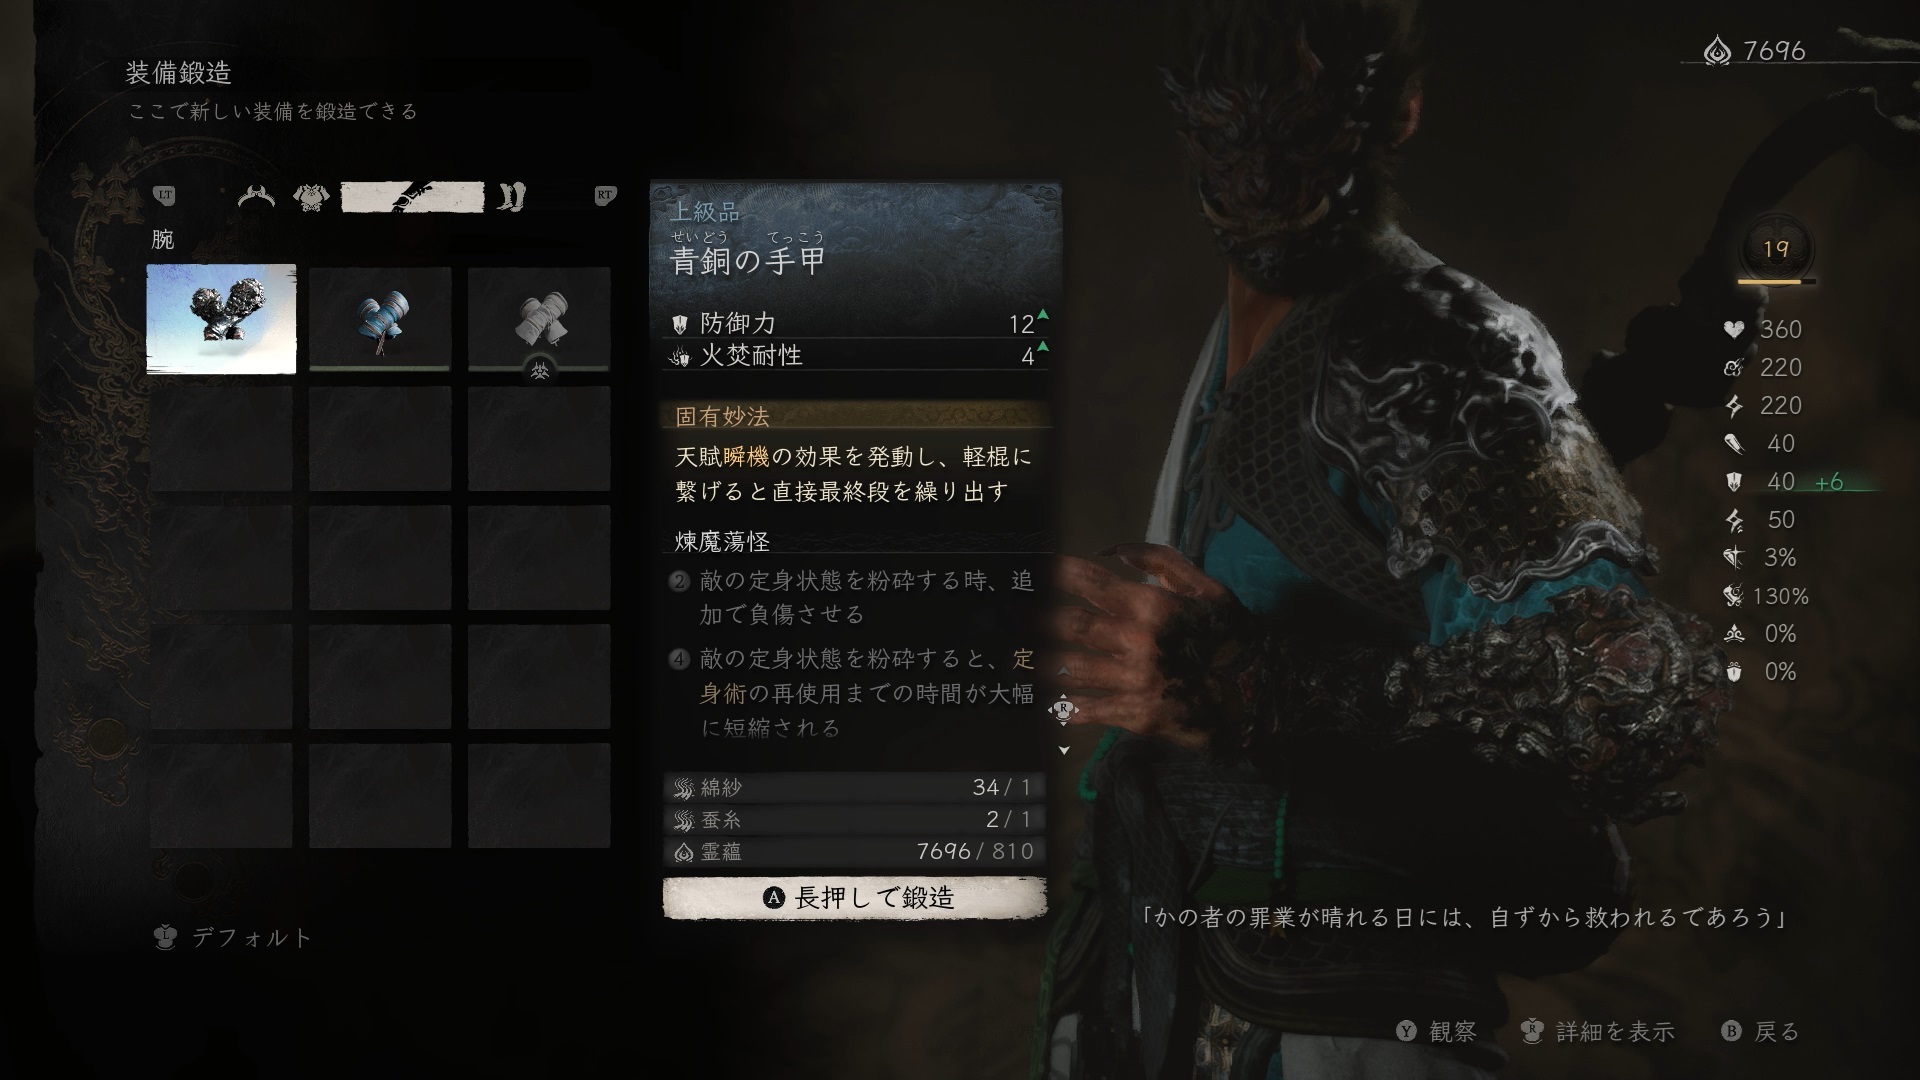 装備鍛造
ここで新しい装備を鍛造できる
7696
LT
RT
腕
上級品
せいどう てっこう
青銅の手甲
防御力 12
火焚耐性 4
固有妙法
天賦瞬機の効果を発動し、軽棍に
繋げると直接最終段を繰り出す
煉魔蕩怪
2 敵の定身状態を粉砕する時、追
加で負傷させる
4 敵の定身状態を粉砕すると、定
身術の再使用までの時間が大幅
に短縮される
R
綿紗 34 / 1
蚕糸 2 / 1
霊蘊 7696 / 810
A 長押しで鍛造
19
360
220
220
40
40 +6
50
3%
130%
0%
0%
「かの者の罪業が晴れる日には、自ずから救われるであろう」
L デフォルト
Y 観察 R 詳細を表示 B 戻る